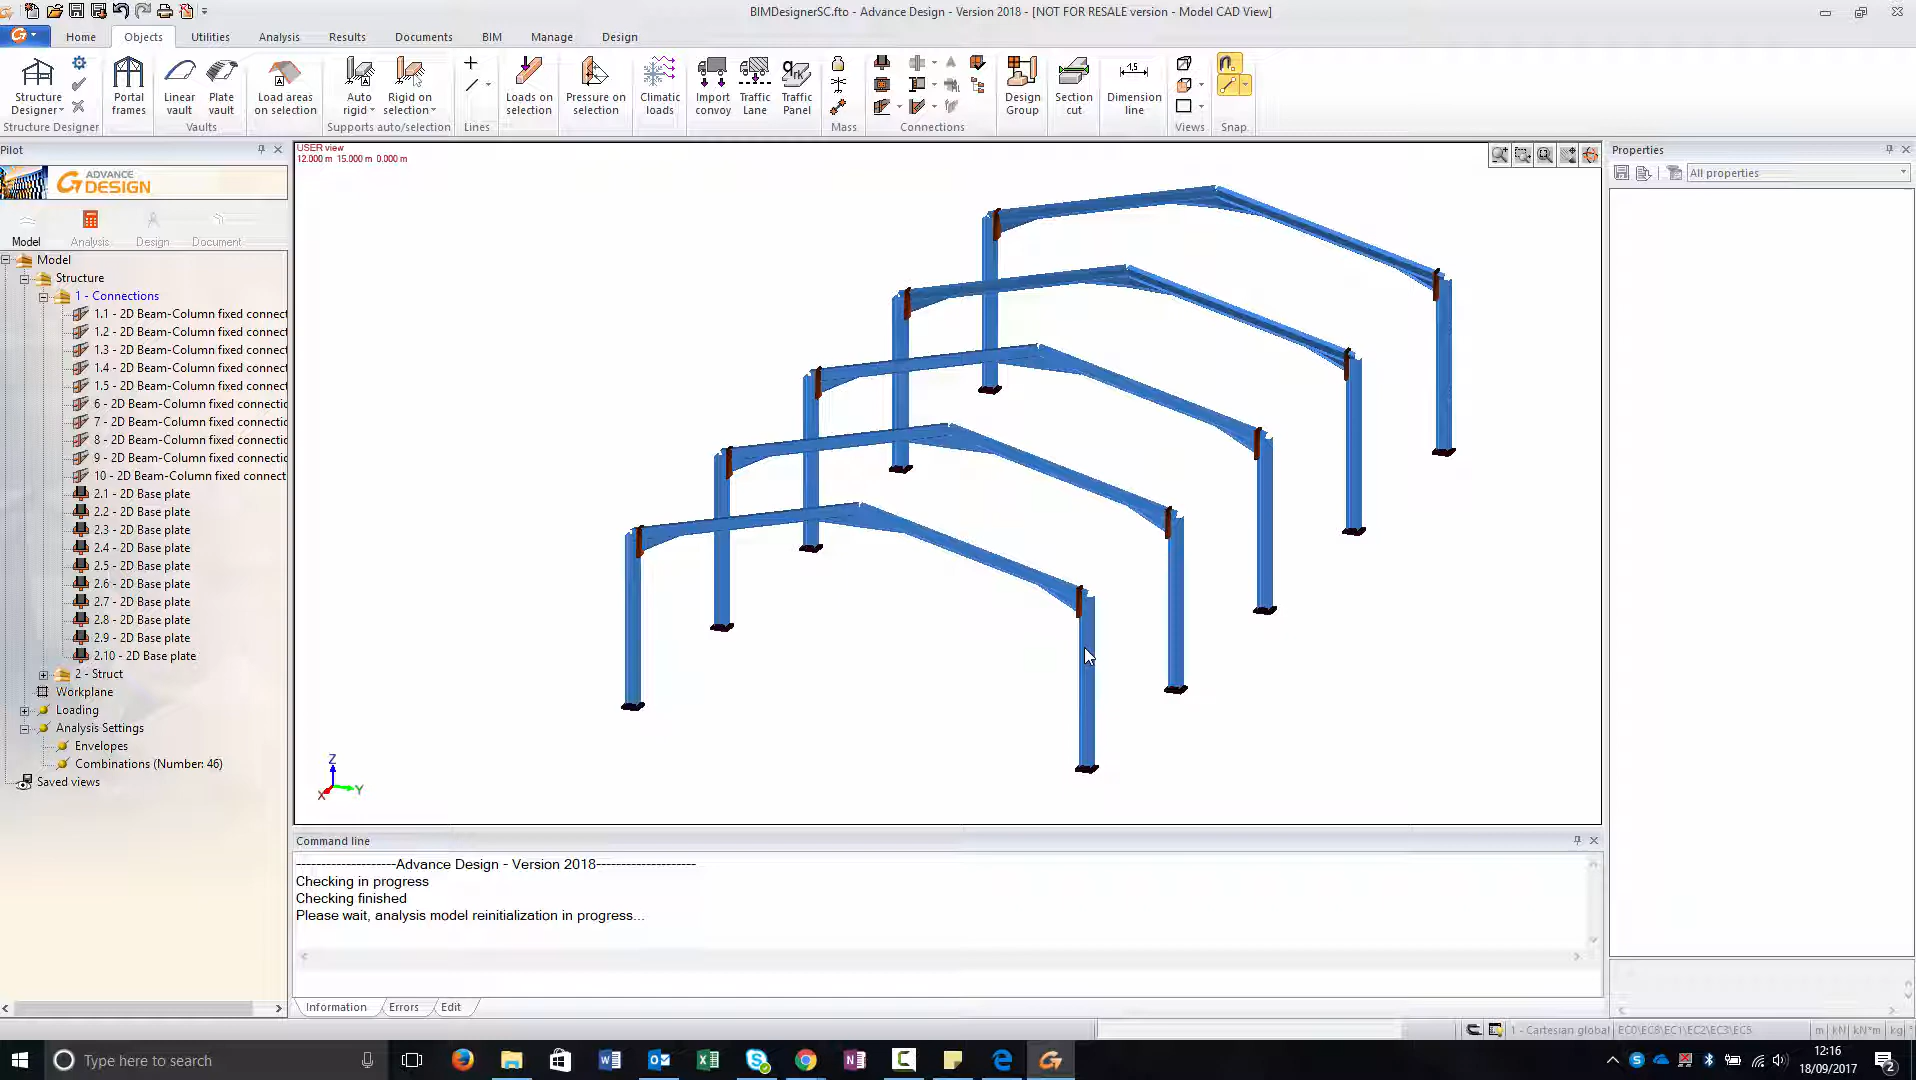 BIMDesignerSC.fto - Advance Design - Version 2018 - [NOT FOR RESALE version - Model CAD View]
Home Objects Utilities Analysis Results Documents BIM Manage Design
Structure Designer
Portal frames
Linear vault
Plate vault
Load areas on selection
Auto rigid
Rigid on selection
Loads on selection
Pressure on selection
Climatic loads
Import convoy
Traffic Lane
Traffic Panel
Design Group
Section cut
Dimension line
Structure Designer Vaults Supports auto/selection Lines Mass Connections Views Snap
Pilot
ADVANCE DESIGN
Model Analysis Design Document
Model
Structure
1 - Connections
1.1 - 2D Beam-Column fixed connect
1.2 - 2D Beam-Column fixed connect
1.3 - 2D Beam-Column fixed connect
1.4 - 2D Beam-Column fixed connect
1.5 - 2D Beam-Column fixed connect
6 - 2D Beam-Column fixed connectio
7 - 2D Beam-Column fixed connectio
8 - 2D Beam-Column fixed connectio
9 - 2D Beam-Column fixed connectio
10 - 2D Beam-Column fixed connect
2.1 - 2D Base plate
2.2 - 2D Base plate
2.3 - 2D Base plate
2.4 - 2D Base plate
2.5 - 2D Base plate
2.6 - 2D Base plate
2.7 - 2D Base plate
2.8 - 2D Base plate
2.9 - 2D Base plate
2.10 - 2D Base plate
2 - Struct
Workplane
Loading
Analysis Settings
Envelopes
Combinations (Number: 46)
Saved views
USER view
12.000 m 15.000 m 0.000 m
Z
X
Y
Properties
All properties
Command line
--------------------Advance Design - Version 2018--------------------
Checking in progress
Checking finished
Please wait, analysis model reinitialization in progress...
Information Errors Edit
1 - Cartesian global EC0\EC8\EC1\EC2\EC3\EC5 m kN kN*m kg
Type here to search
12:16
18/09/2017
2